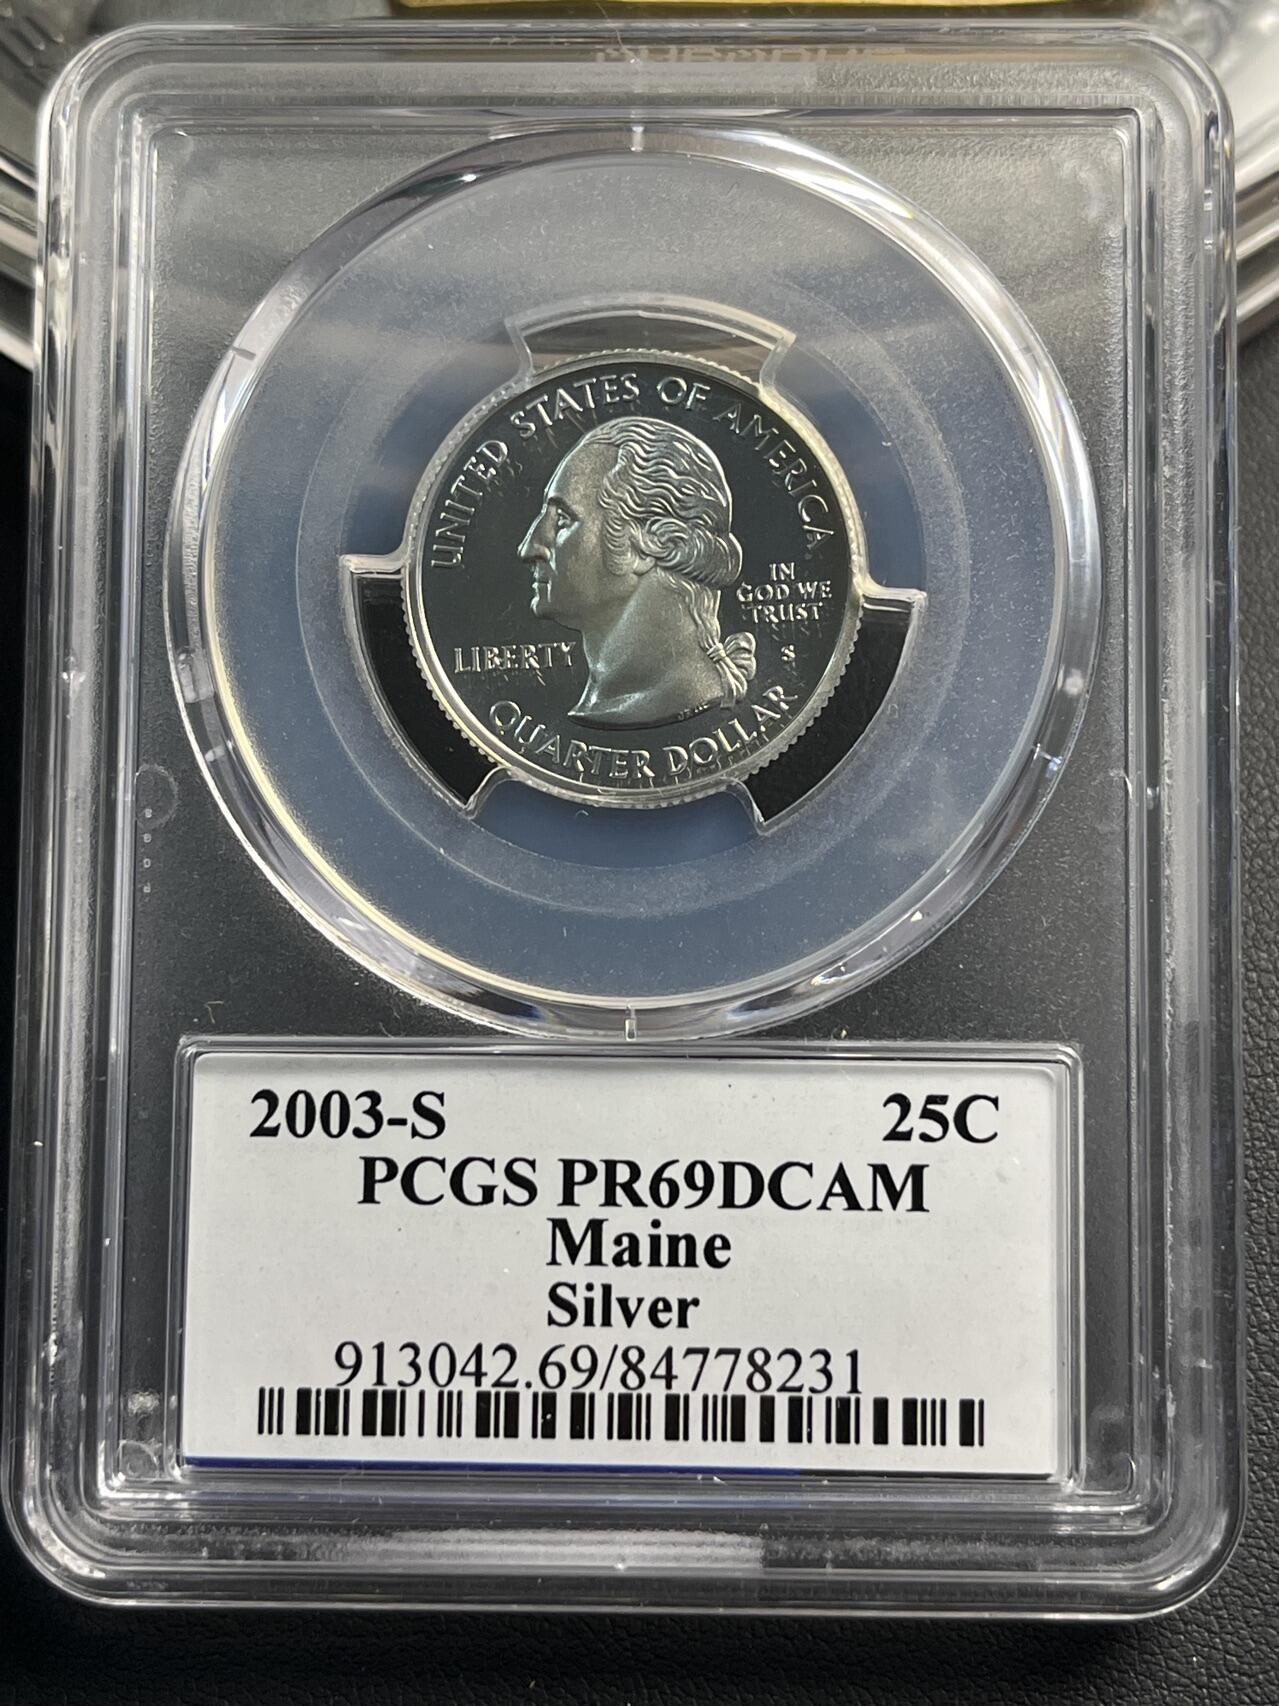 UNITED STATES OF AMERICA
IN
GOD WE
TRUST
LIBERTY
S
QUARTER DOLLAR
2003-S 25C
PCGS PR69DCAM
Maine
Silver
913042.69/84778231